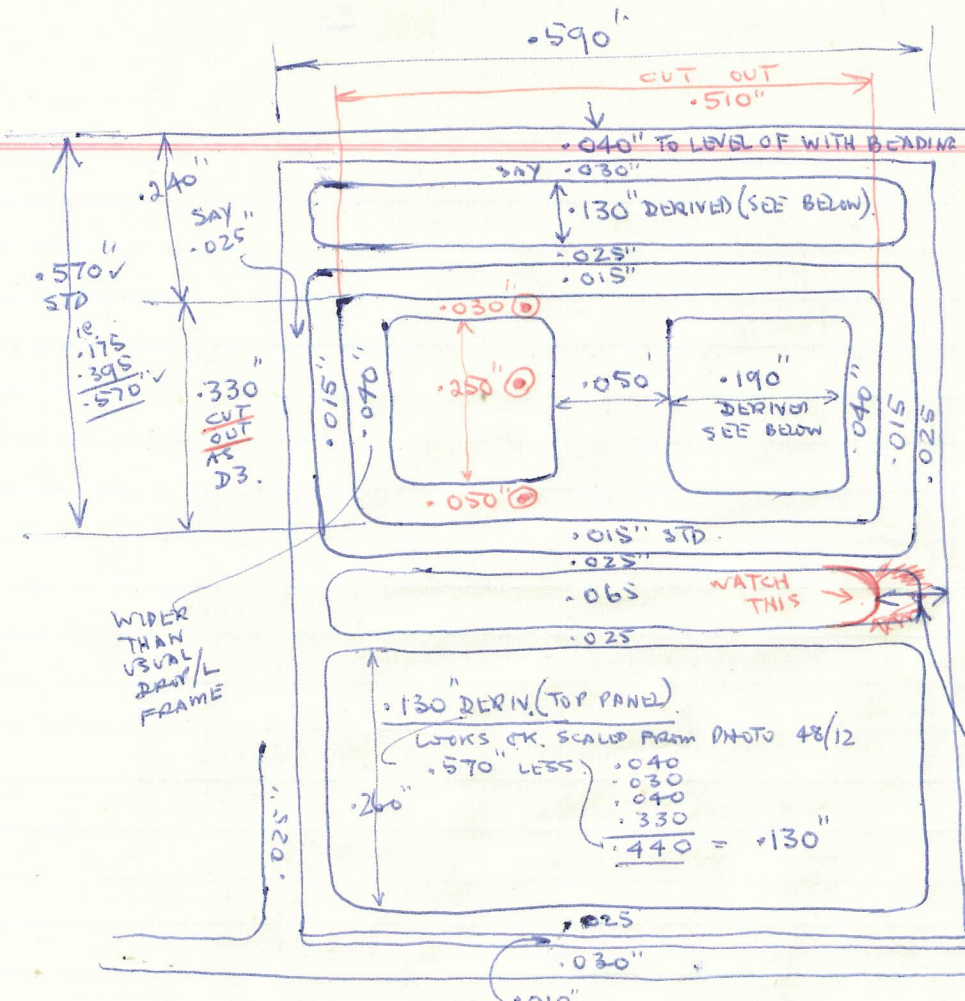 .590"
CUT OUT
.510"
.040" TO LEVEL OF WITH BEADING
SAY .030"
.130" DERIVED (SEE BELOW).
.025"
.015"
.240"
SAY"
.025
.570"✓
STD
ie.
.175
.395
.570"✓
.330"
CUT
OUT
AS
D3.
.015"
.040"
.030"
.250"
.050"
.050
.190"
DERIVED
SEE BELOW
.040"
.015
.025
.015" STD.
.025"
.065
WATCH
THIS
.025
WIDER
THAN
USUAL
DROP/L
FRAME
.130" DERIV. (TOP PANEL)
LOOKS OK. SCALED FROM PHOTO 48/12
.570" LESS
.040
.030
.040
.330
.440 = .130"
.260"
.025"
.025
.030"
.010"